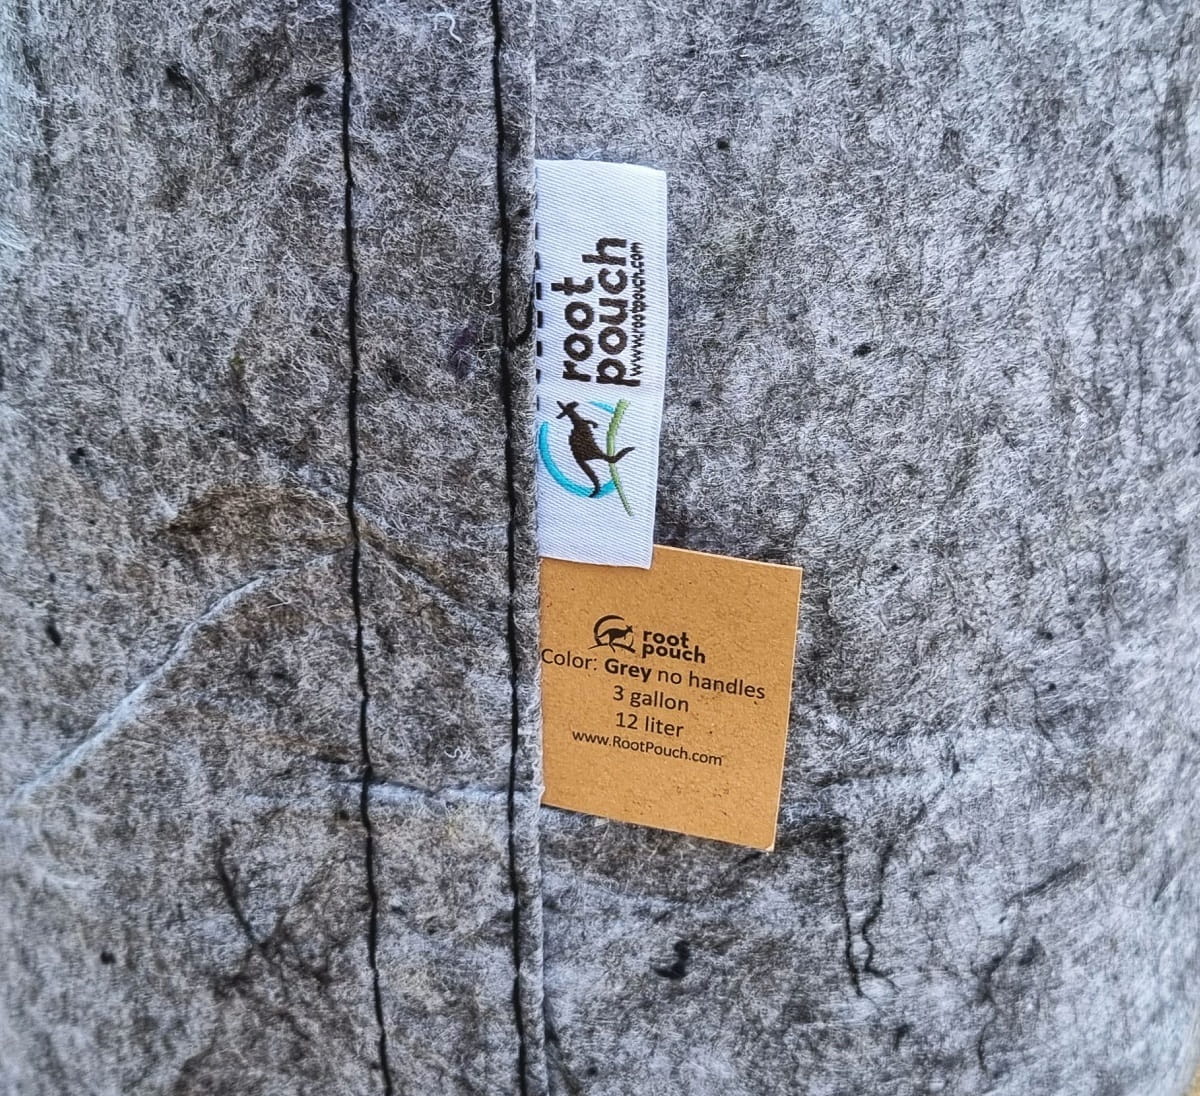 root
pouch
www.rootpouch.com
root
pouch
Color: Grey no handles
3 gallon
12 liter
www.RootPouch.com